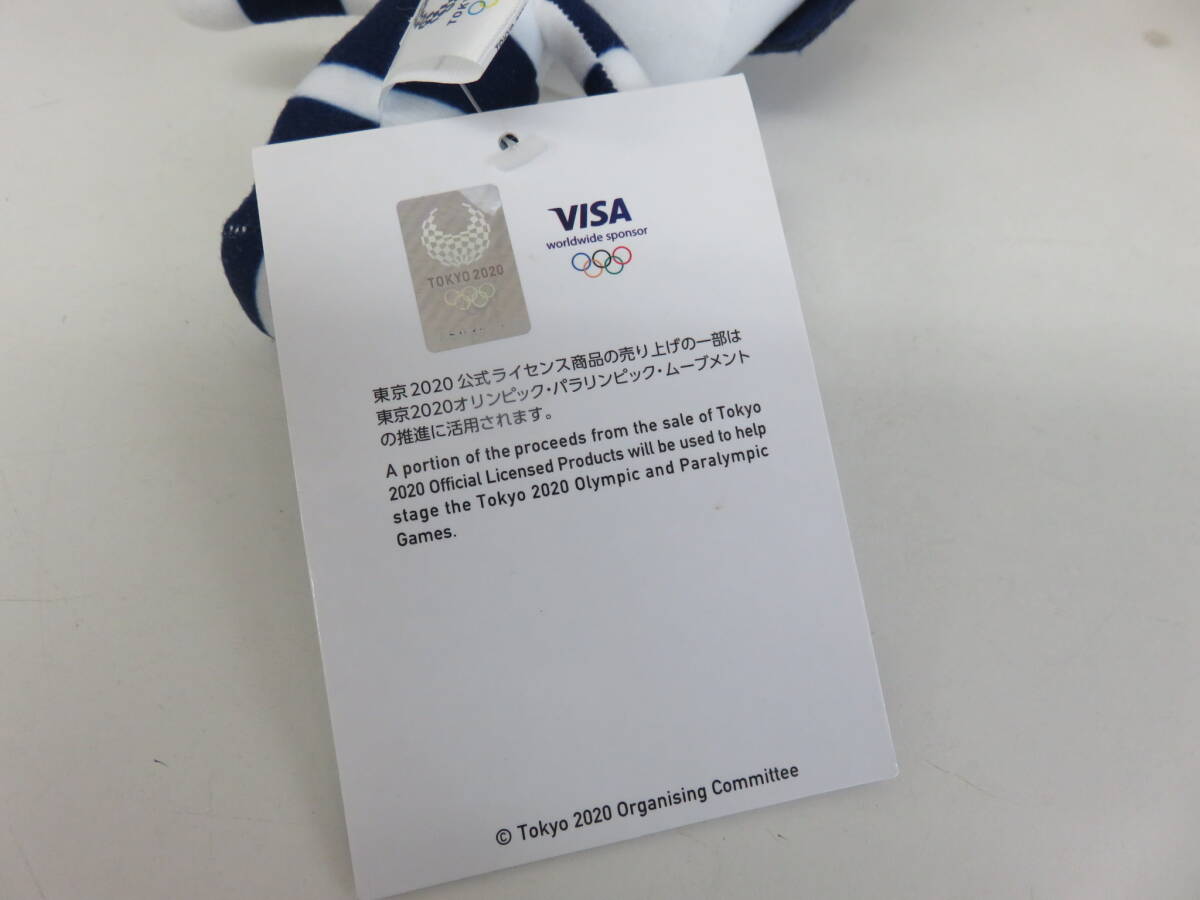 TOKYO
TOKYO 2020
VISA
worldwide sponsor
東京2020 公式ライセンス商品の売り上げの一部は
東京2020オリンピック・パラリンピック・ムーブメント
の推進に活用されます。
A portion of the proceeds from the sale of Tokyo
2020 Official Licensed Products will be used to help
stage the Tokyo 2020 Olympic and Paralympic
Games.
© Tokyo 2020 Organising Committee